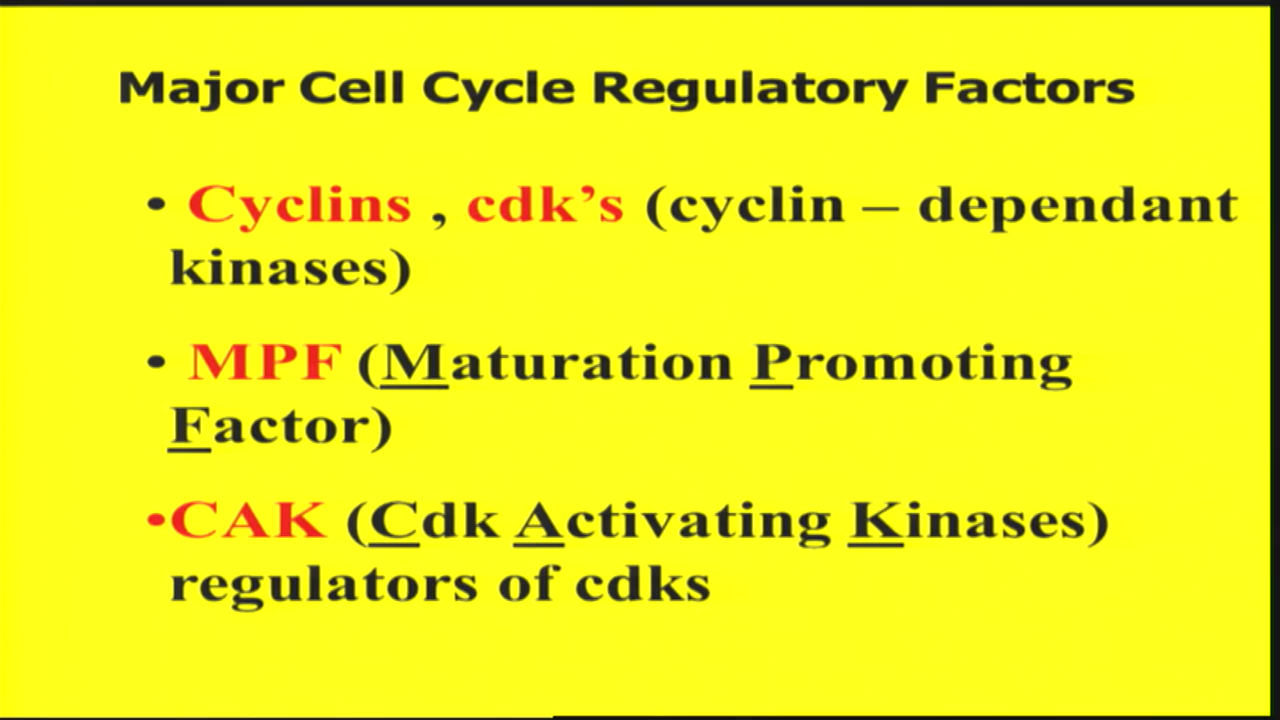 Major Cell Cycle Regulatory Factors
• Cyclins , cdk’s (cyclin – dependant
kinases)
• MPF (Maturation Promoting
Factor)
•CAK (Cdk Activating Kinases)
regulators of cdks